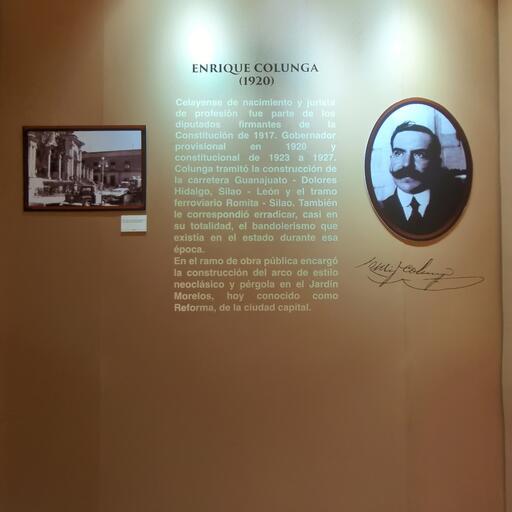 ENRIQUE COLUNGA
(1920)
Celayense de nacimiento y jurista
de profesión fue parte de los
diputados firmantes de la
Constitución de 1917. Gobernador
provisional en 1920 y
constitucional de 1923 a 1927.
Colunga tramitó la construcción de
la carretera Guanajuato - Dolores
Hidalgo, Silao - León y el tramo
ferroviario Romita - Silao. También
le correspondió erradicar, casi en
su totalidad, el bandolerismo que
existía en el estado durante esa
época.
En el ramo de obra pública encargó
la construcción del arco de estilo
neoclásico y pérgola en el Jardín
Morelos, hoy conocido como
Reforma, de la ciudad capital.